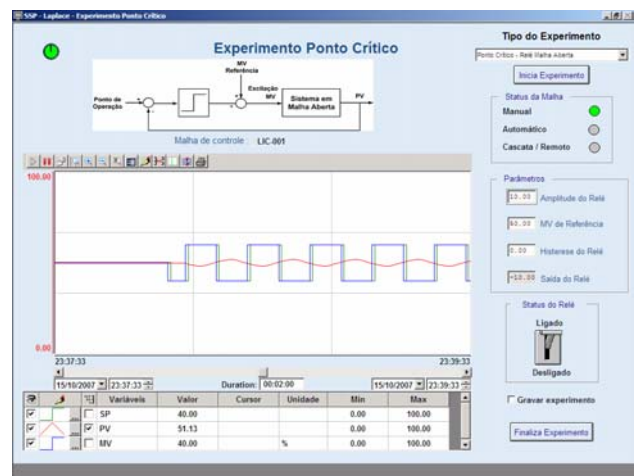 SSP - Laplace - Experimento Ponto Crítico
Experimento Ponto Crítico
MV
Referência
Excitação
MV
PV
Ponto de
Operação
Sistema em
Malha Aberta
Malha de controle : LIC-001
100.00
0.00
23:37:33
23:39:33
15/10/2007 23:37:33
Duration: 00:02:00
15/10/2007 23:39:33
Variáveis Valor Cursor Unidade Min Max
SP 40.00 0.00 100.00
PV 51.13 0.00 100.00
MV 40.00 % 0.00 100.00
Tipo do Experimento
Ponto Crítico - Relé Malha Aberta
Inicia Experimento
Status da Malha
Manual
Automático
Cascata / Remoto
Parâmetros
10.00 Amplitude do Relé
40.00 MV de Referência
0.00 Histerese do Relé
-10.00 Saída do Relé
Status do Relé
Ligado
Desligado
Gravar experimento
Finaliza Experimento